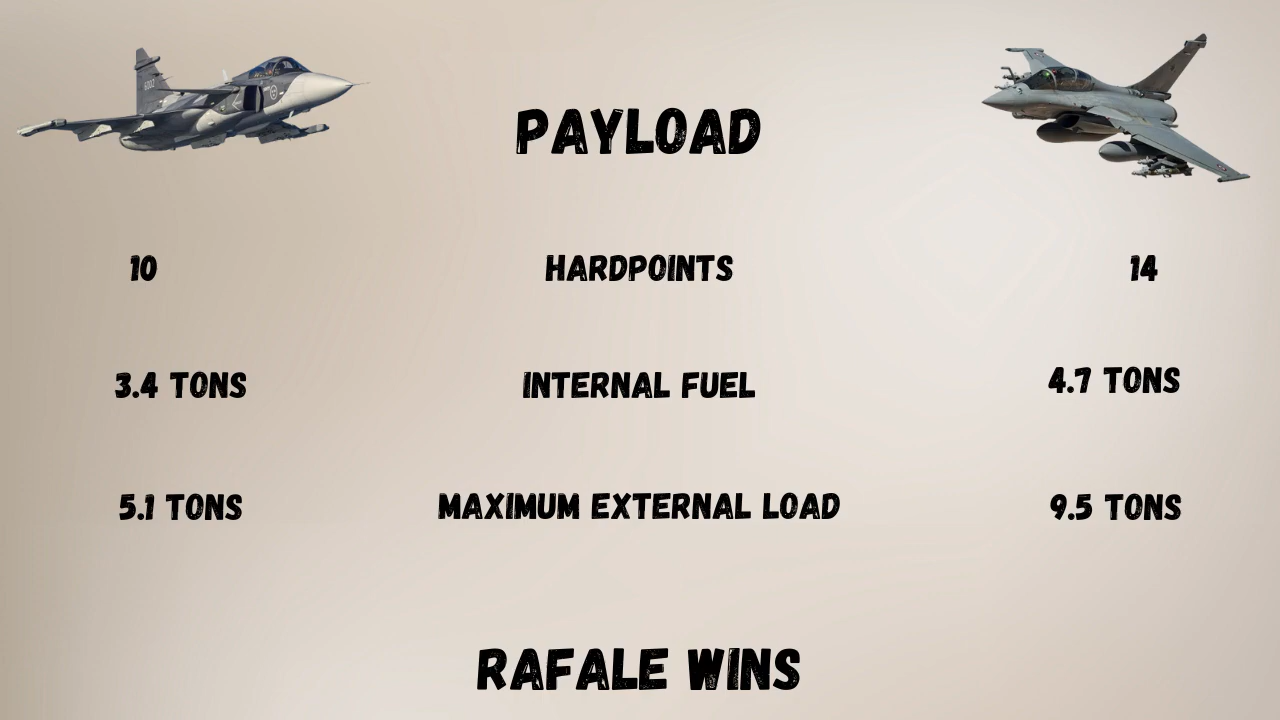 PAYLOAD
10 HARDPOINTS 14
3.4 TONS INTERNAL FUEL 4.7 TONS
5.1 TONS MAXIMUM EXTERNAL LOAD 9.5 TONS
RAFALE WINS